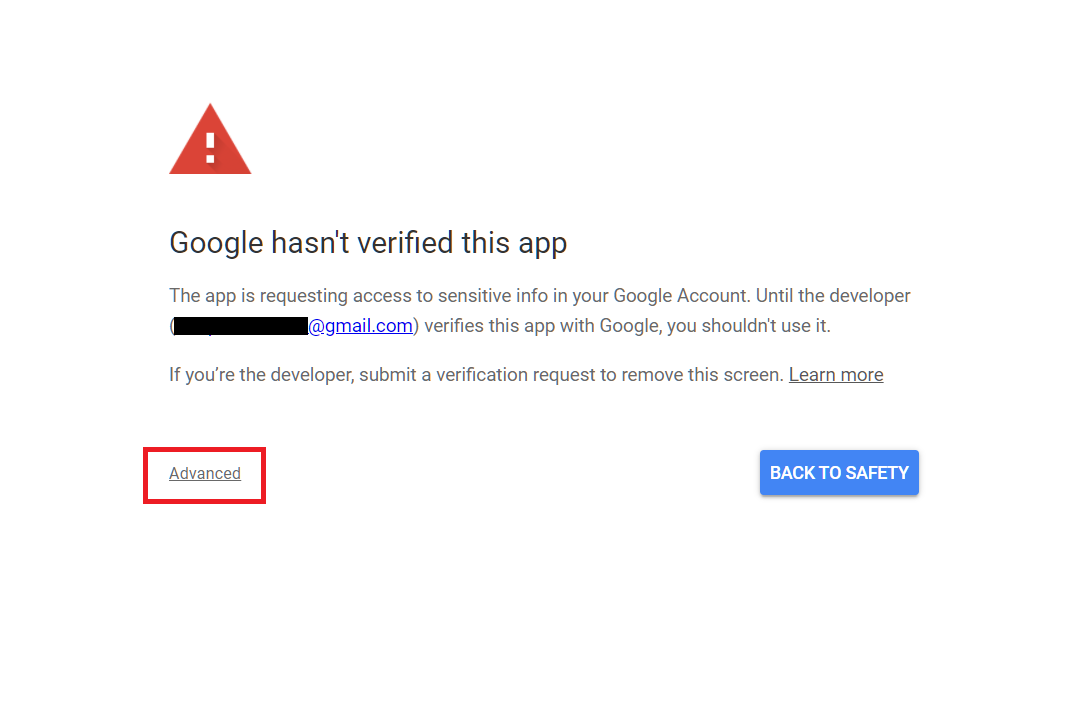 Google hasn't verified this app
The app is requesting access to sensitive info in your Google Account. Until the developer
(@gmail.com) verifies this app with Google, you shouldn't use it.
If you’re the developer, submit a verification request to remove this screen. Learn more
Advanced
BACK TO SAFETY